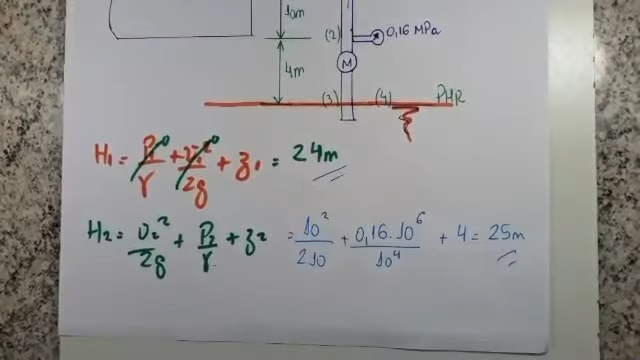 10m
(2) 0,16 MPa
M
4m
(3) (4) PHR
H₁ = P₁/γ + v₁²/2g + z₁ = 24m
H₂ = v₂²/2g + P₂/γ + z₂ = 10²/2.10 + 0,16.10⁶/10⁴ + 4 = 25m